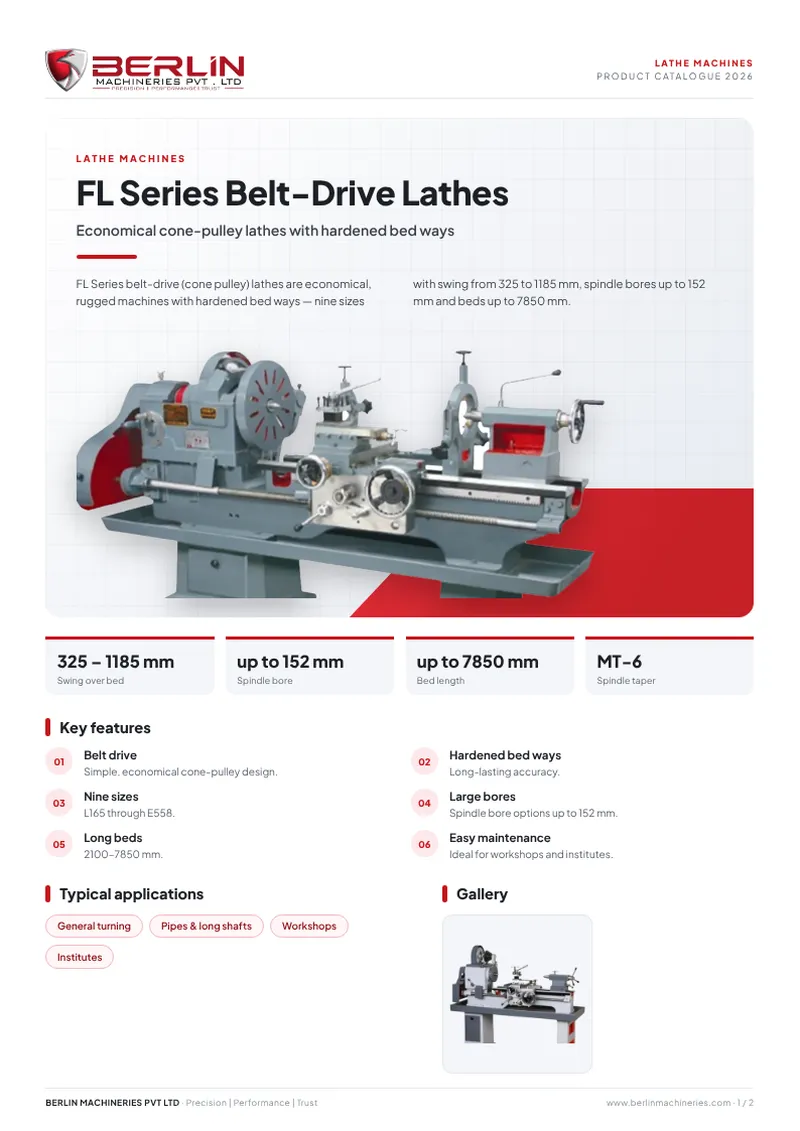 BERLIN
MACHINERIES PVT . LTD
PRECISION | PERFORMANCE | TRUST
LATHE MACHINES
PRODUCT CATALOGUE 2026
LATHE MACHINES
FL Series Belt-Drive Lathes
Economical cone-pulley lathes with hardened bed ways
FL Series belt-drive (cone pulley) lathes are economical,
rugged machines with hardened bed ways — nine sizes
with swing from 325 to 1185 mm, spindle bores up to 152
mm and beds up to 7850 mm.
325 – 1185 mm
Swing over bed
up to 152 mm
Spindle bore
up to 7850 mm
Bed length
MT-6
Spindle taper
Key features
01
Belt drive
Simple, economical cone-pulley design.
02
Hardened bed ways
Long-lasting accuracy.
03
Nine sizes
L165 through E558.
04
Large bores
Spindle bore options up to 152 mm.
05
Long beds
2100–7850 mm.
06
Easy maintenance
Ideal for workshops and institutes.
Typical applications
General turning
Pipes & long shafts
Workshops
Institutes
Gallery
BERLIN MACHINERIES PVT LTD · Precision | Performance | Trust
www.berlinmachineries.com · 1 / 2